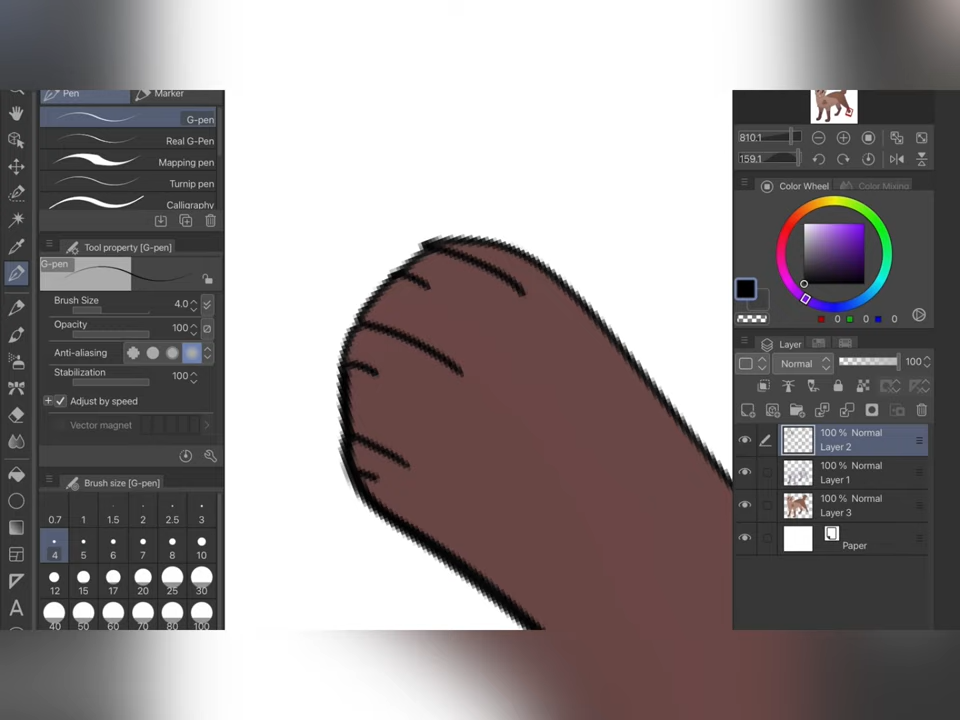 Pen
Marker
G-pen
Real G-Pen
Mapping pen
Turnip pen
Calligraphy
Tool property [G-pen]
G-pen
Brush Size 4.0
Opacity 100
Anti-aliasing
Stabilization 100
Adjust by speed
Vector magnet
Brush size [G-pen]
0.7 1 1.5 2 2.5 3
4 5 6 7 8 10
12 15 17 20 25 30
40 50 60 70 80 100
A
810.1
159.1
Color Wheel Color Mixing
0 0 0
Layer
Normal 100
100 % Normal
Layer 2
100 % Normal
Layer 1
100 % Normal
Layer 3
Paper